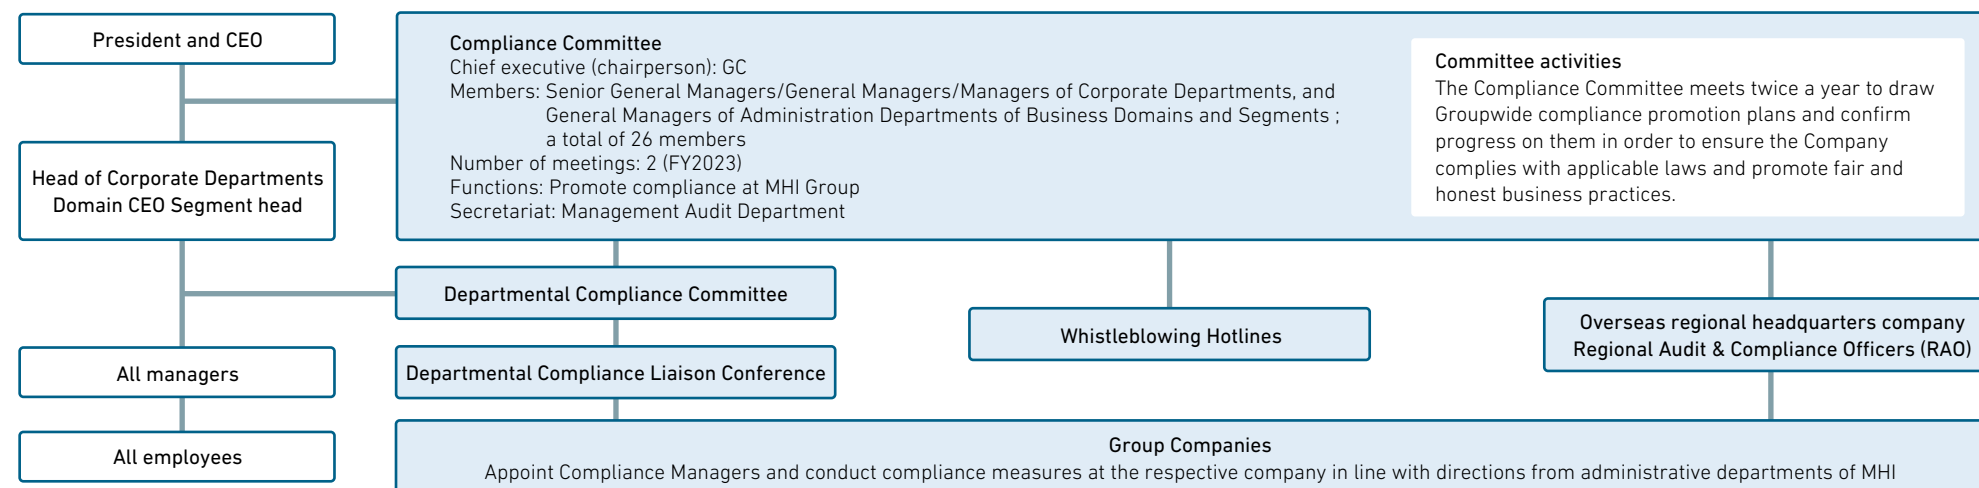 President and CEO
Head of Corporate Departments
Domain CEO Segment head
All managers
All employees
Compliance Committee
Chief executive (chairperson): GC
Members: Senior General Managers/General Managers/Managers of Corporate Departments, and
General Managers of Administration Departments of Business Domains and Segments ;
a total of 26 members
Number of meetings: 2 (FY2023)
Functions: Promote compliance at MHI Group
Secretariat: Management Audit Department
Committee activities
The Compliance Committee meets twice a year to draw
Groupwide compliance promotion plans and confirm
progress on them in order to ensure the Company
complies with applicable laws and promote fair and
honest business practices.
Departmental Compliance Committee
Departmental Compliance Liaison Conference
Whistleblowing Hotlines
Overseas regional headquarters company
Regional Audit & Compliance Officers (RAO)
Group Companies
Appoint Compliance Managers and conduct compliance measures at the respective company in line with directions from administrative departments of MHI